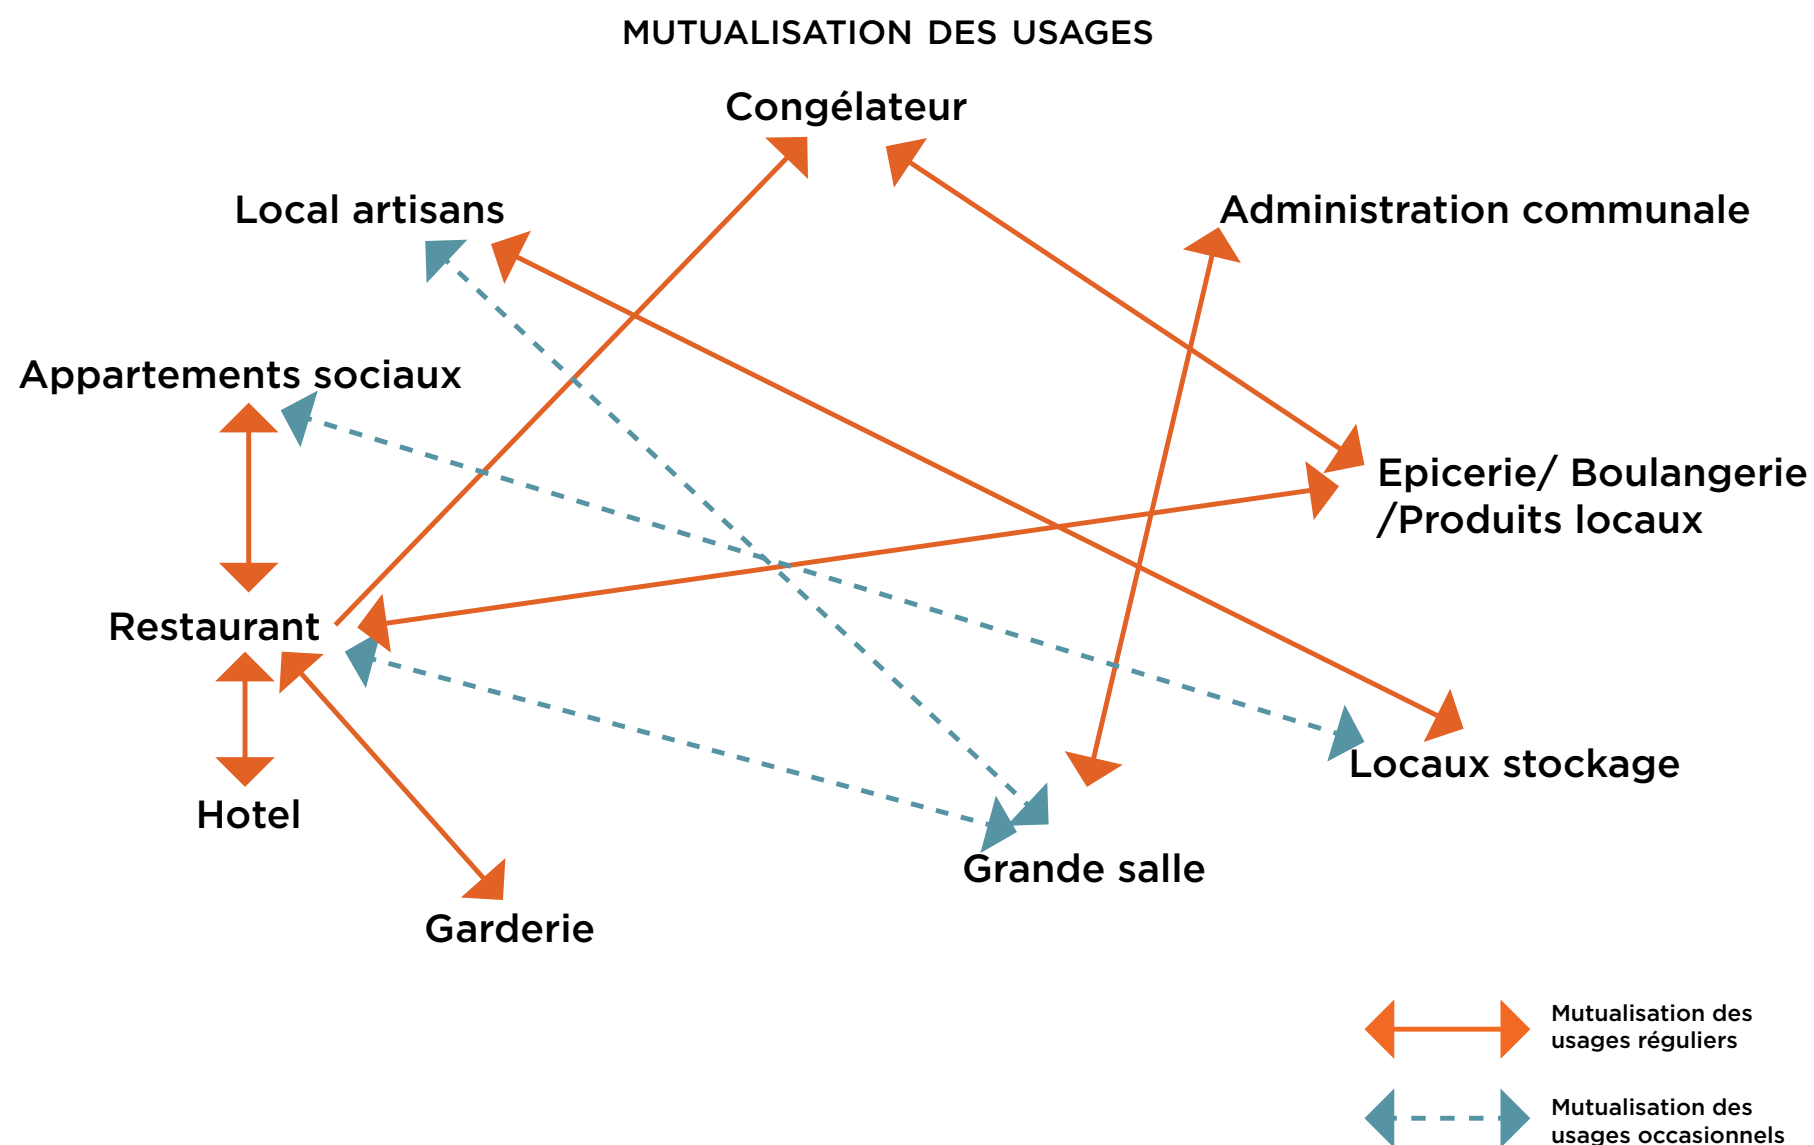 MUTUALISATION DES USAGES
Congélateur
Local artisans
Administration communale
Appartements sociaux
Epicerie/ Boulangerie
/Produits locaux
Restaurant
Locaux stockage
Hotel
Grande salle
Garderie
Mutualisation des
usages réguliers
Mutualisation des
usages occasionnels